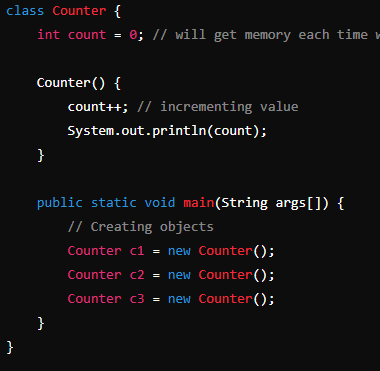 class Counter {
int count = 0; // will get memory each time
Counter() {
count++; // incrementing value
System.out.println(count);
}
public static void main(String args[]) {
// Creating objects
Counter c1 = new Counter();
Counter c2 = new Counter();
Counter c3 = new Counter();
}
}